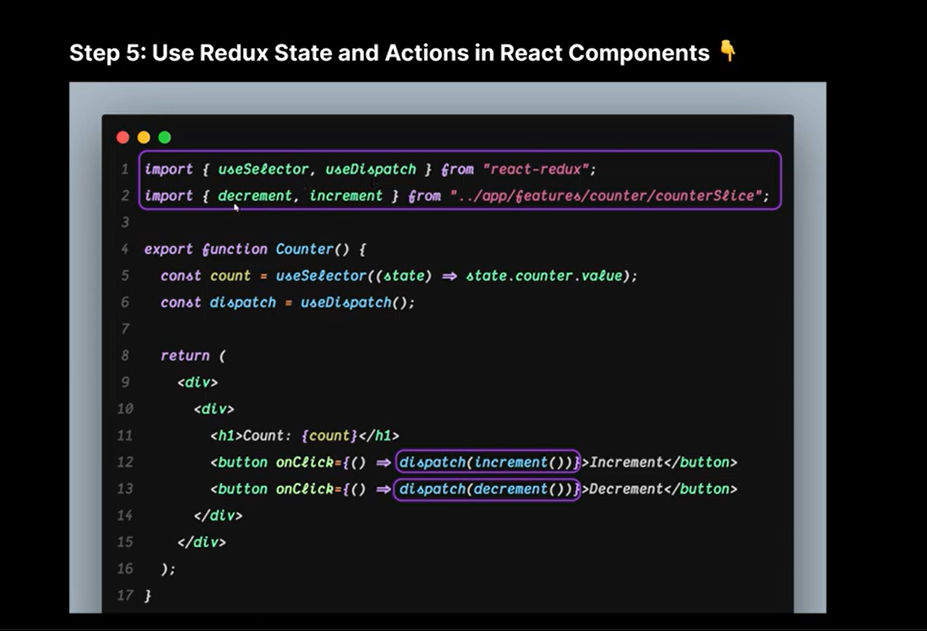 Step 5: Use Redux State and Actions in React Components 👇
1 import { useSelector, useDispatch } from "react-redux";
2 import { decrement, increment } from "../app/features/counter/counterSlice";
3
4 export function Counter() {
5 const count = useSelector((state) => state.counter.value);
6 const dispatch = useDispatch();
7
8 return (
9 <div>
10 <div>
11 <h1>Count: {count}</h1>
12 <button onClick={() => dispatch(increment())}>Increment</button>
13 <button onClick={() => dispatch(decrement())}>Decrement</button>
14 </div>
15 </div>
16 );
17 }